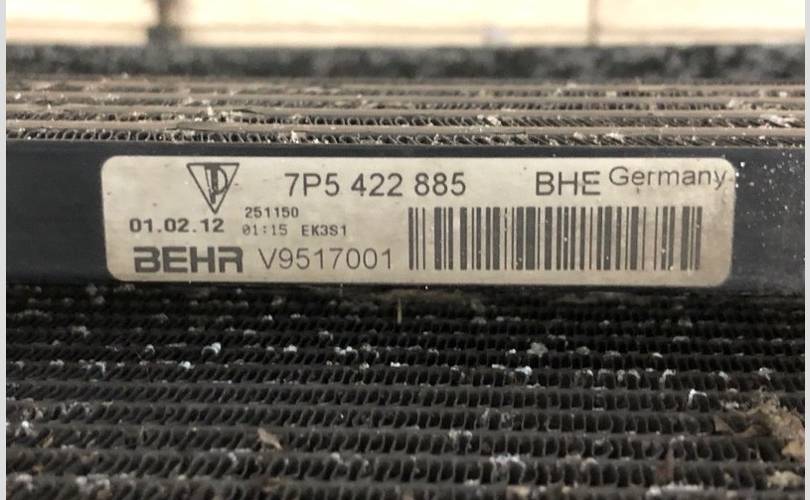 7P5 422 885 BHE Germany
251150
01.02.12 01:15 EK3S1
BEHR V9517001